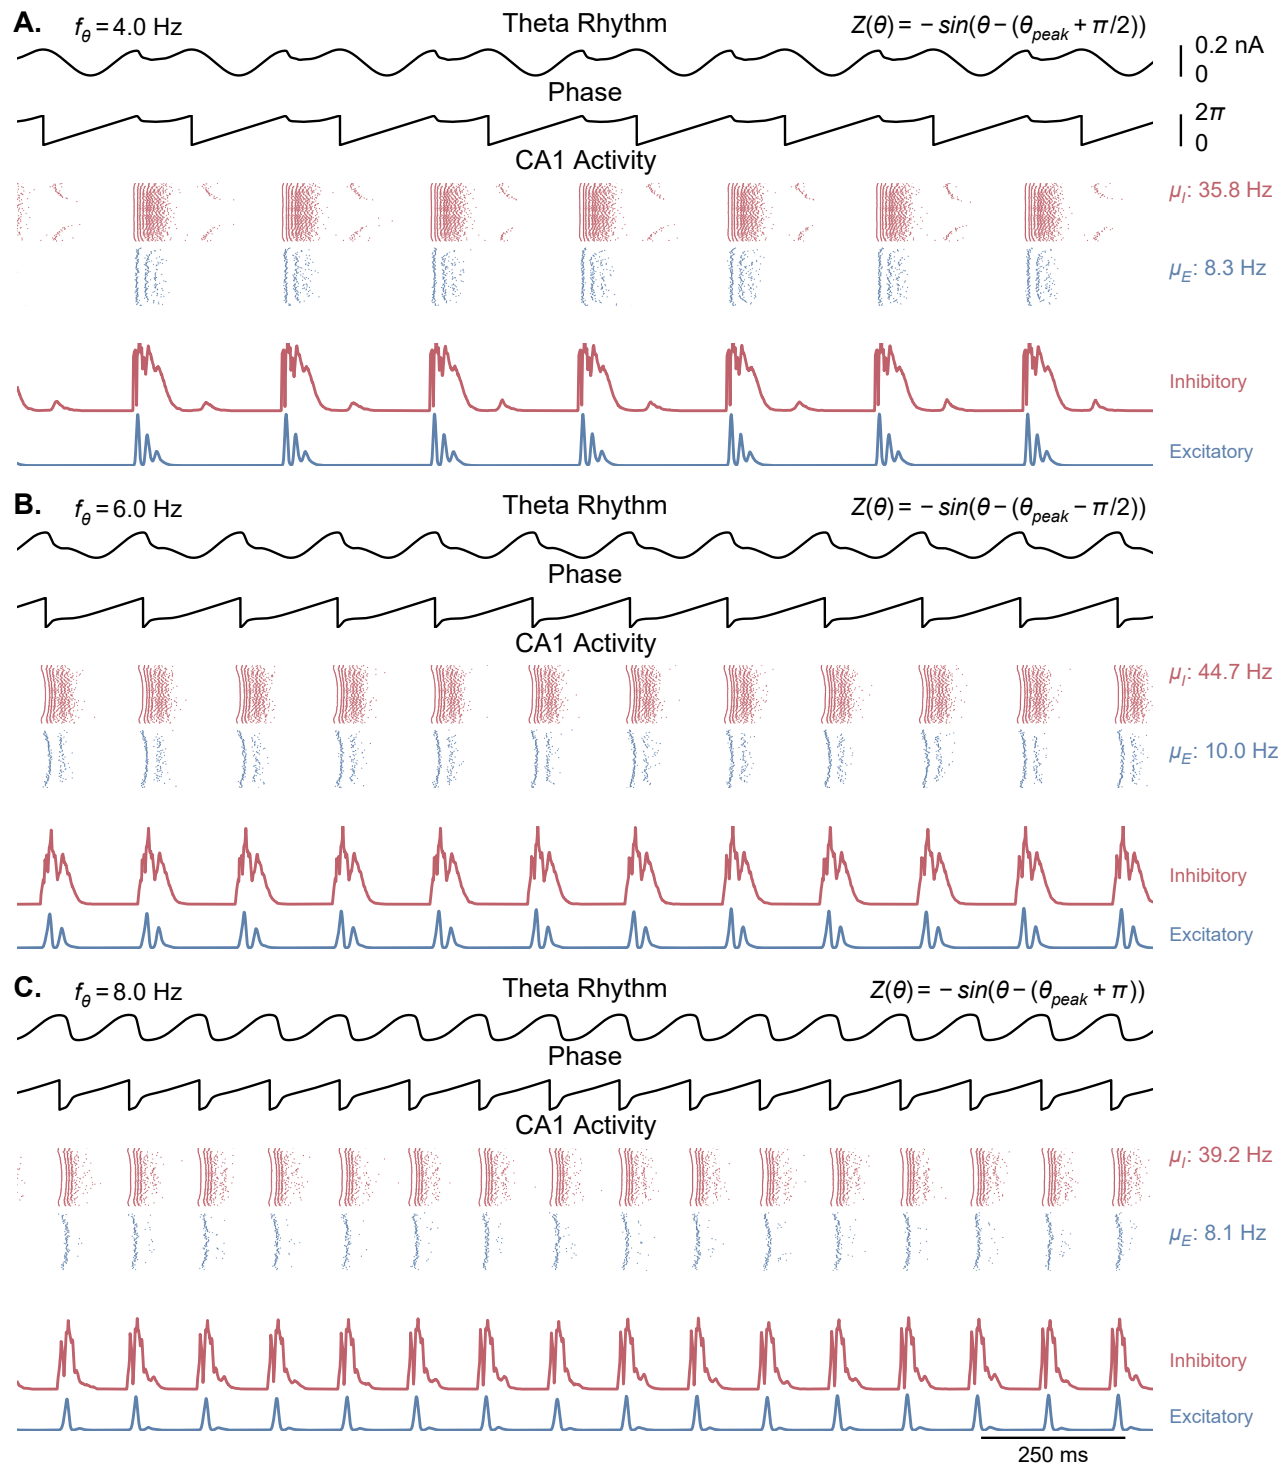 A. fθ = 4.0 Hz Theta Rhythm Z(θ) = − sin(θ − (θpeak + π/2))
0.2 nA
0
Phase
2π
0
CA1 Activity
μI: 35.8 Hz
μE: 8.3 Hz
Inhibitory
Excitatory
B. fθ = 6.0 Hz Theta Rhythm Z(θ) = − sin(θ − (θpeak − π/2))
Phase
CA1 Activity
μI: 44.7 Hz
μE: 10.0 Hz
Inhibitory
Excitatory
C. fθ = 8.0 Hz Theta Rhythm Z(θ) = − sin(θ − (θpeak + π))
Phase
CA1 Activity
μI: 39.2 Hz
μE: 8.1 Hz
Inhibitory
Excitatory
250 ms